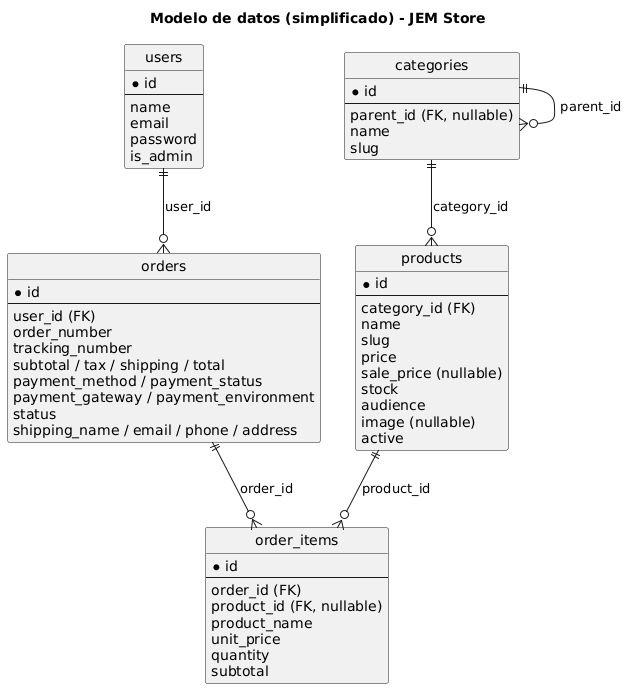 Modelo de datos (simplificado) - JEM Store
users
id
name
email
password
is_admin
categories
id
parent_id (FK, nullable)
name
slug
parent_id
user_id
category_id
orders
id
user_id (FK)
order_number
tracking_number
subtotal / tax / shipping / total
payment_method / payment_status
payment_gateway / payment_environment
status
shipping_name / email / phone / address
products
id
category_id (FK)
name
slug
price
sale_price (nullable)
stock
audience
image (nullable)
active
order_id
product_id
order_items
id
order_id (FK)
product_id (FK, nullable)
product_name
unit_price
quantity
subtotal